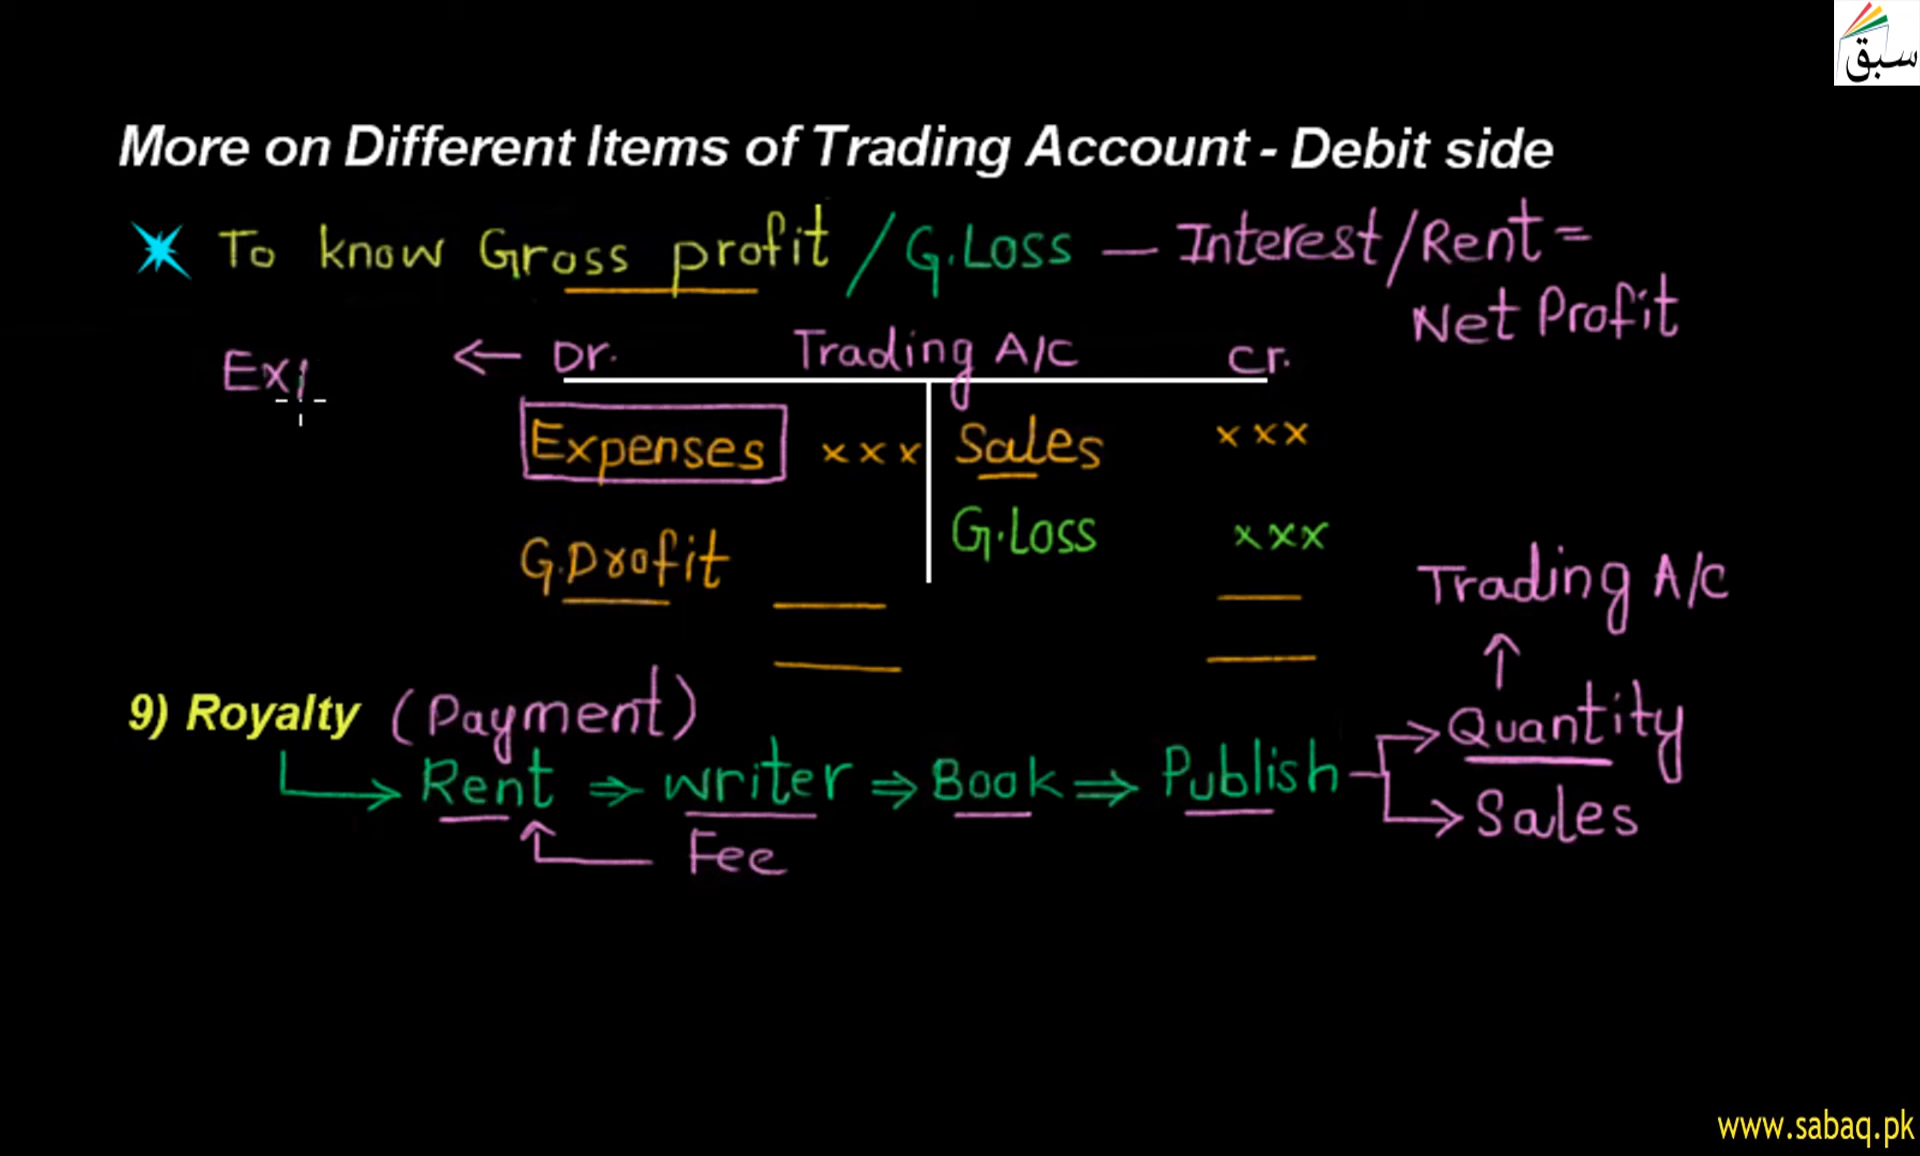 سبق
More on Different Items of Trading Account - Debit side
To know Gross profit / G.Loss — Interest/Rent =
Net Profit
Exp ← Dr. Trading A/C Cr.
Expenses xxx Sales xxx
G.Profit G.Loss xxx
Trading A/C
↑
9) Royalty (Payment) → Quantity
→ Rent ⇒ writer ⇒ Book ⇒ Publish → Sales
Fee
www.sabaq.pk